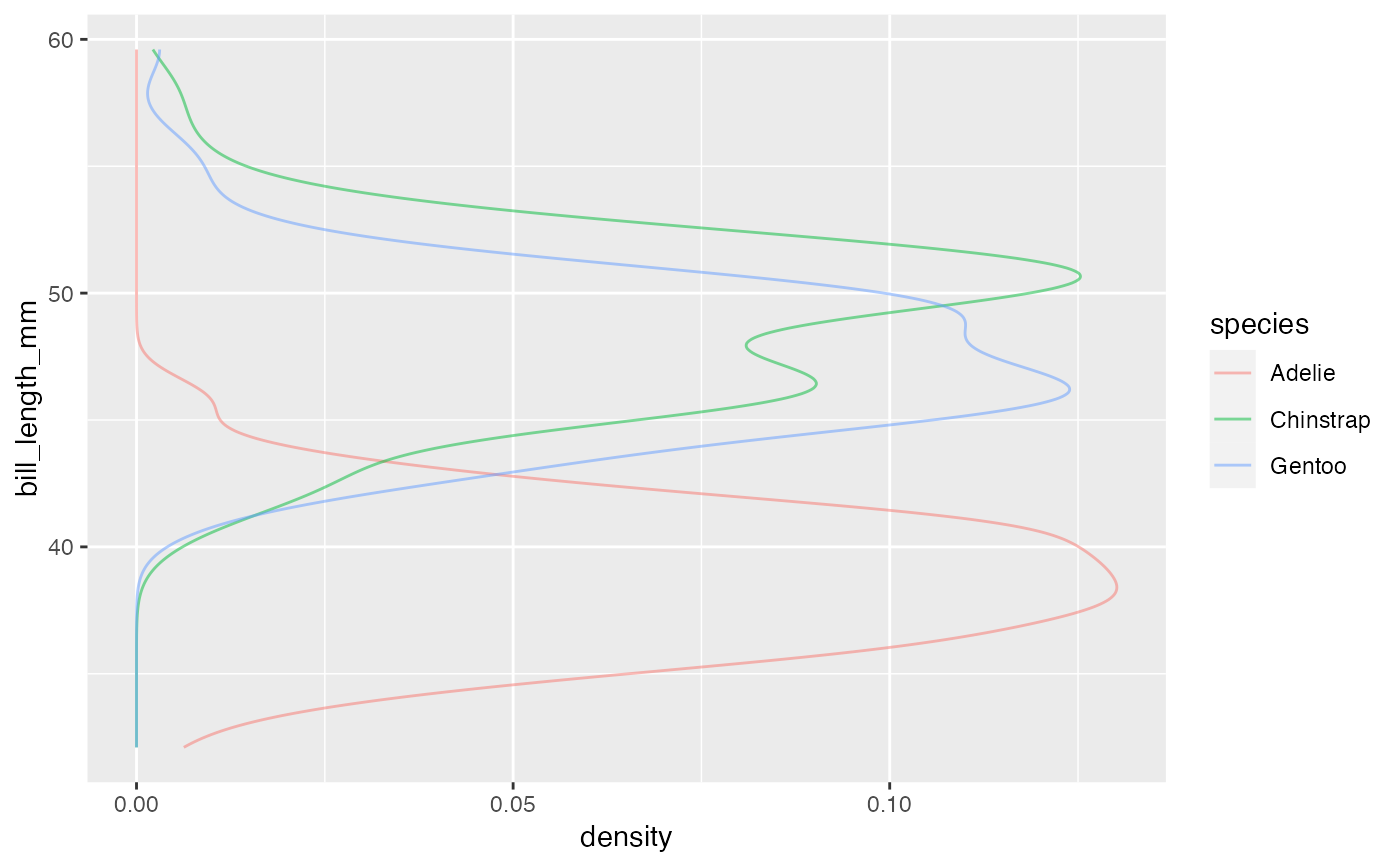 60
50
40
bill_length_mm
0.00
0.05
0.10
density
species
Adelie
Chinstrap
Gentoo